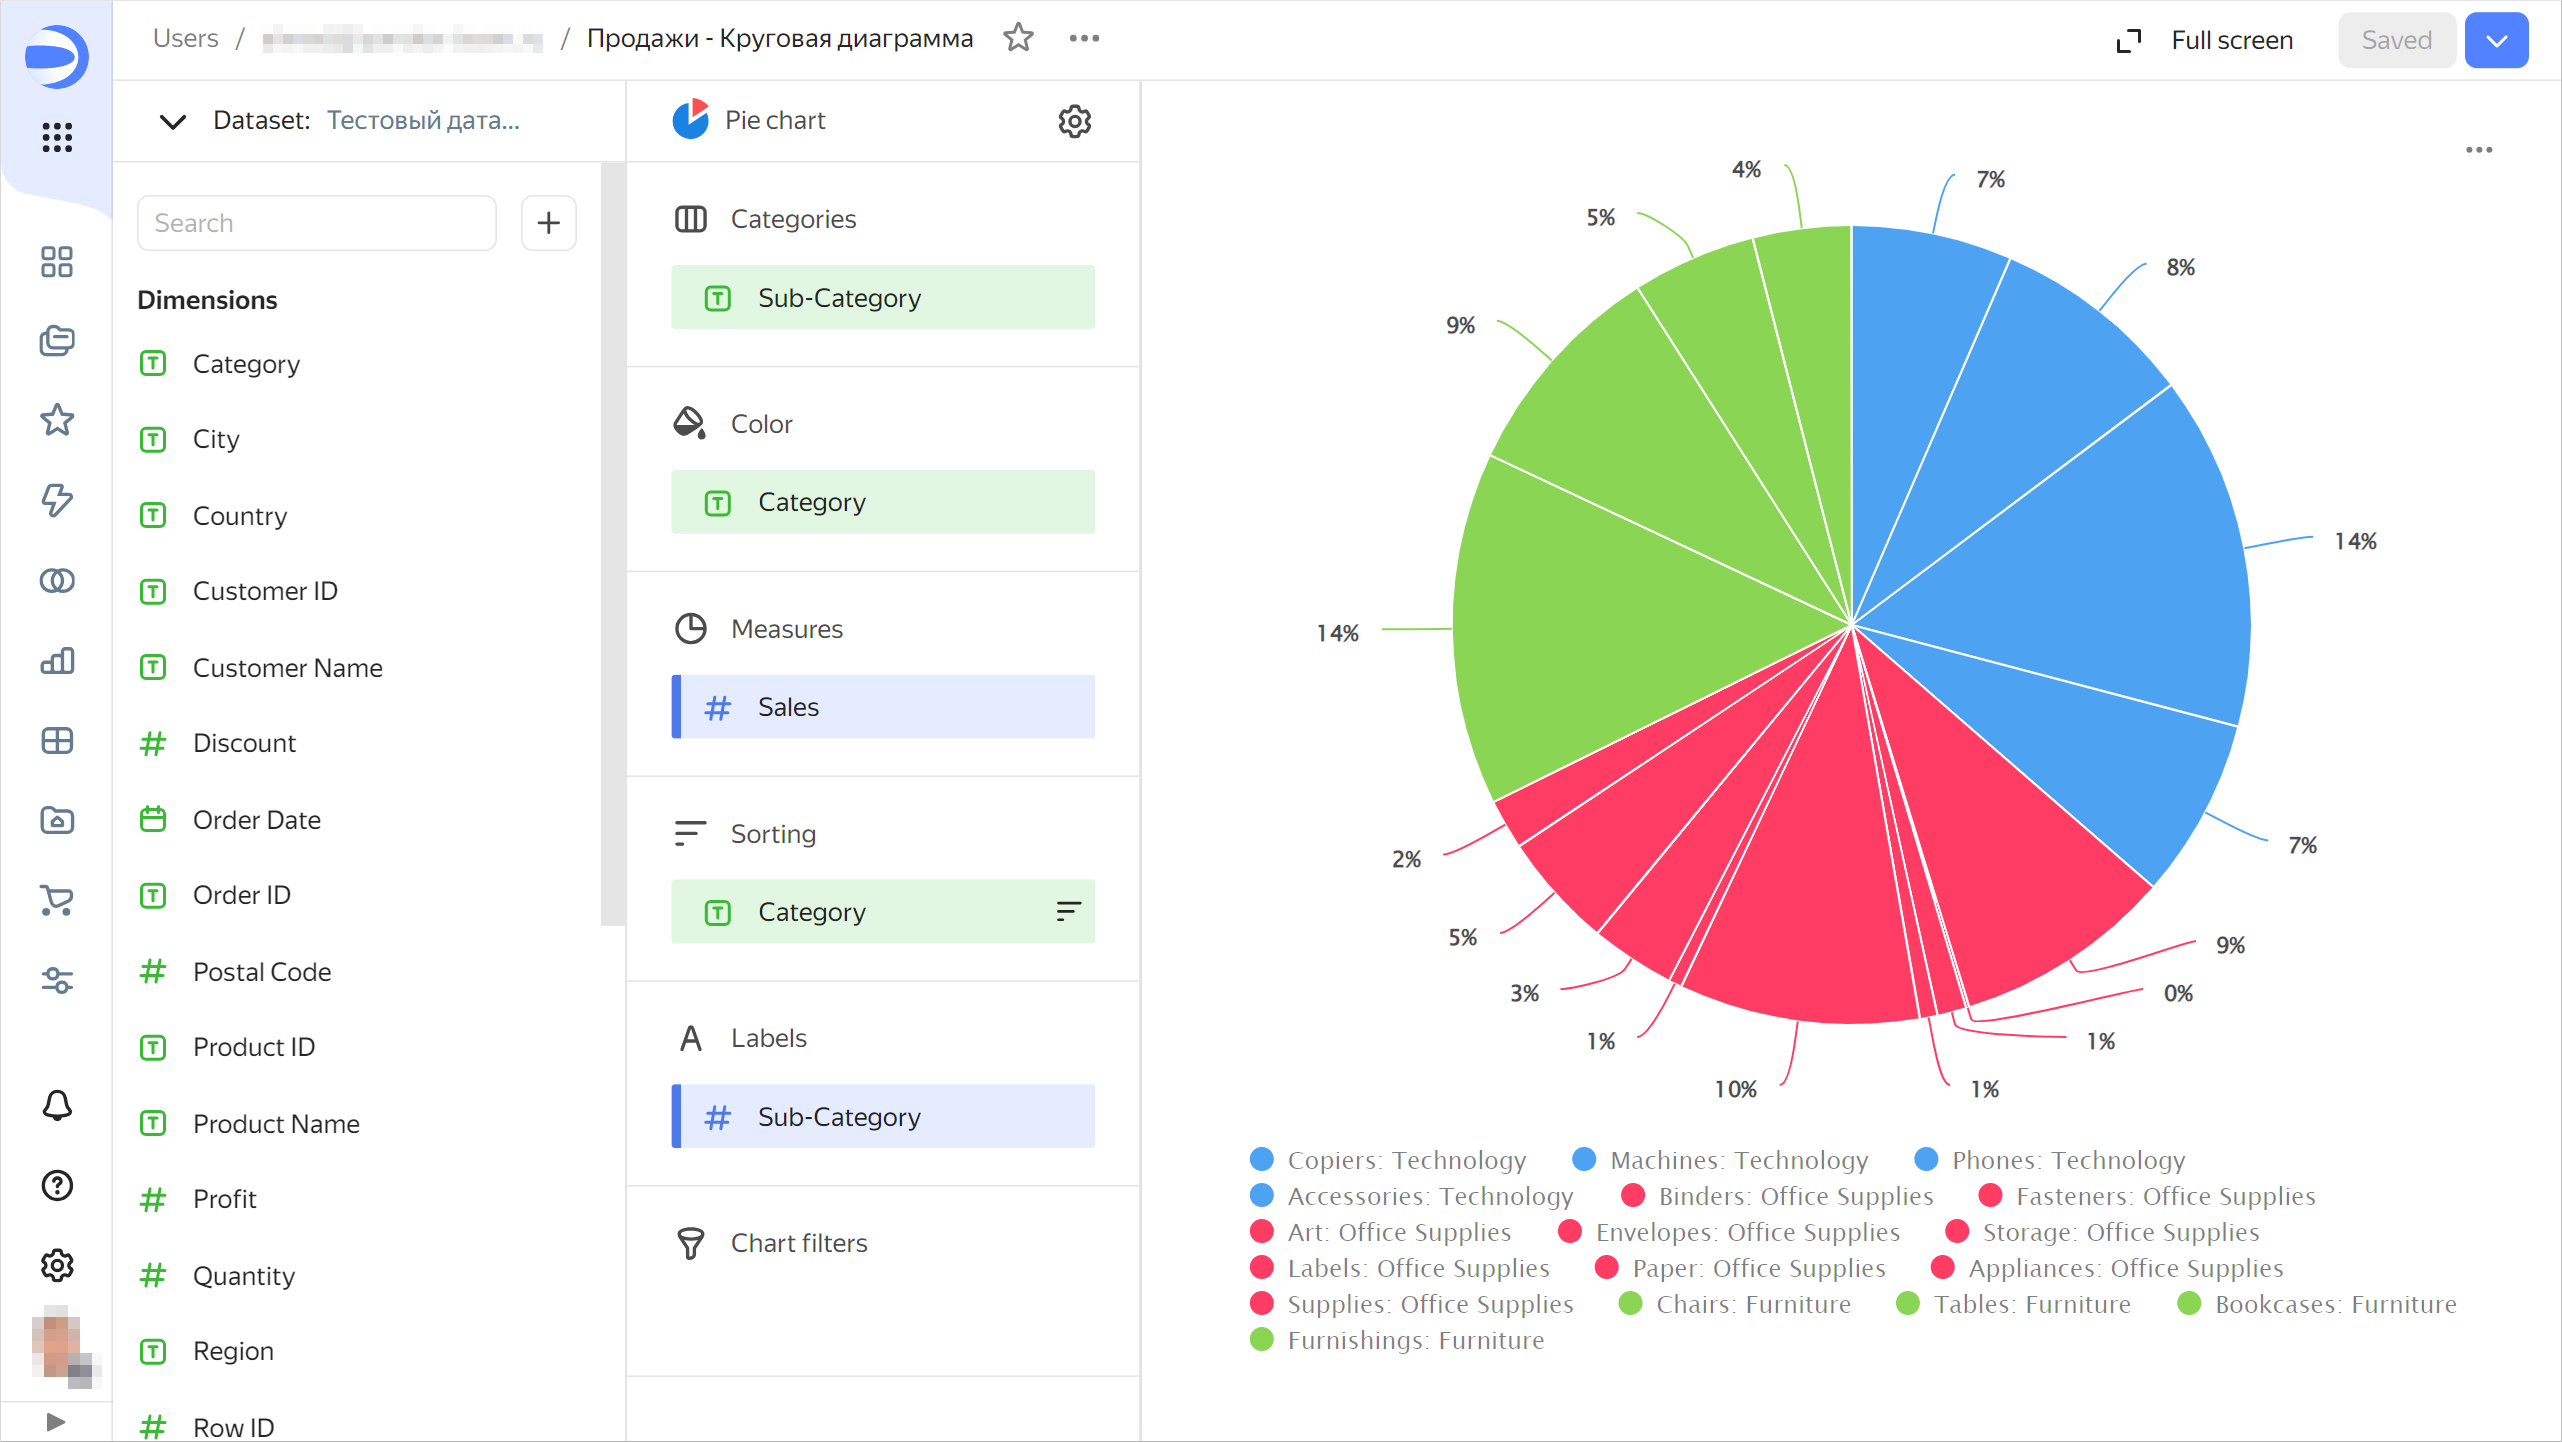 Users / / Продажи - Круговая диаграмма
Full screen
Saved
Dataset: Тестовый дата...
Search
Dimensions
Category
City
Country
Customer ID
Customer Name
Discount
Order Date
Order ID
Postal Code
Product ID
Product Name
Profit
Quantity
Region
Row ID
Pie chart
Categories
Sub-Category
Color
Category
Measures
Sales
Sorting
Category
Labels
Sub-Category
Chart filters
4%
7%
5%
8%
9%
14%
14%
7%
2%
5%
9%
3%
0%
1%
1%
10%
1%
Copiers: Technology Machines: Technology Phones: Technology
Accessories: Technology Binders: Office Supplies Fasteners: Office Supplies
Art: Office Supplies Envelopes: Office Supplies Storage: Office Supplies
Labels: Office Supplies Paper: Office Supplies Appliances: Office Supplies
Supplies: Office Supplies Chairs: Furniture Tables: Furniture Bookcases: Furniture
Furnishings: Furniture